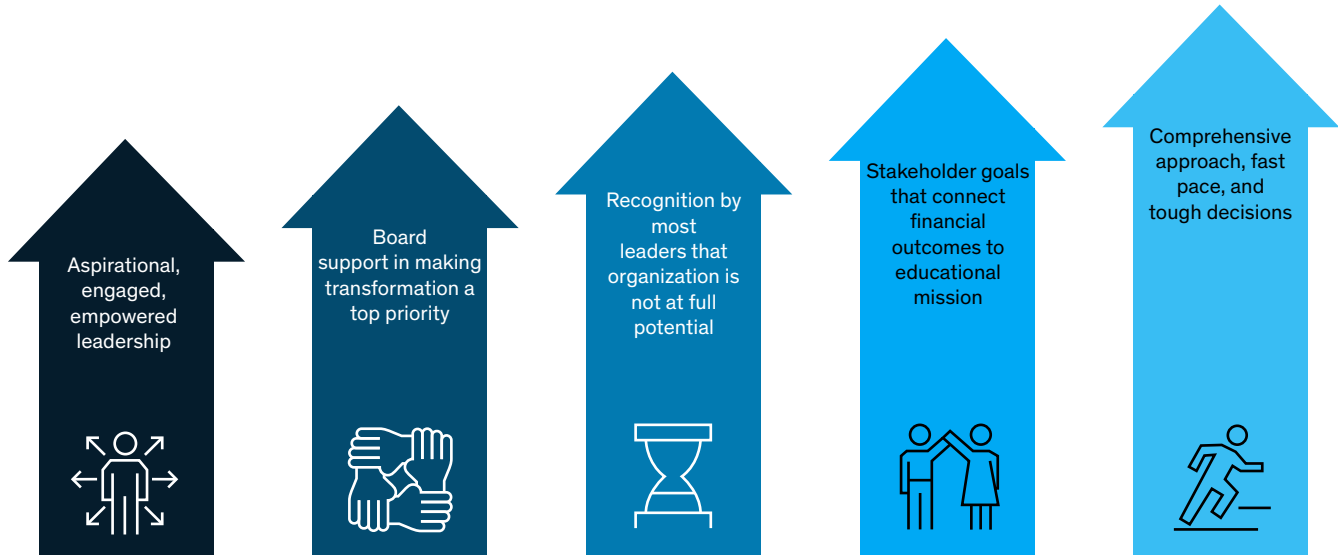 Aspirational,
engaged,
empowered
leadership
Board
support in making
transformation a
top priority
Recognition by
most
leaders that
organization is
not at full
potential
Stakeholder goals
that connect
financial
outcomes to
educational
mission
Comprehensive
approach, fast
pace, and
tough decisions